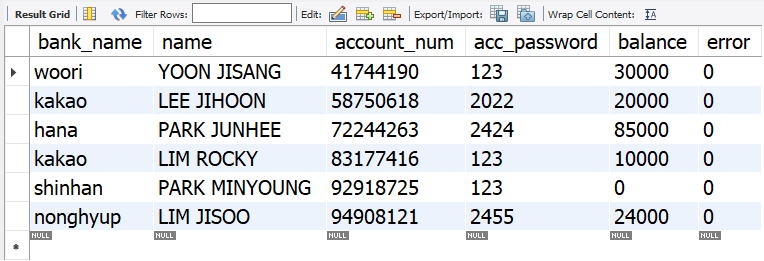 Result Grid Filter Rows: Edit: Export/Import: Wrap Cell Content: IA
bank_name name account_num acc_password balance error
woori YOON JISANG 41744190 123 30000 0
kakao LEE JIHOON 58750618 2022 20000 0
hana PARK JUNHEE 72244263 2424 85000 0
kakao LIM ROCKY 83177416 123 10000 0
shinhan PARK MINYOUNG 92918725 123 0 0
nonghyup LIM JISOO 94908121 2455 24000 0
NULL NULL NULL NULL NULL NULL